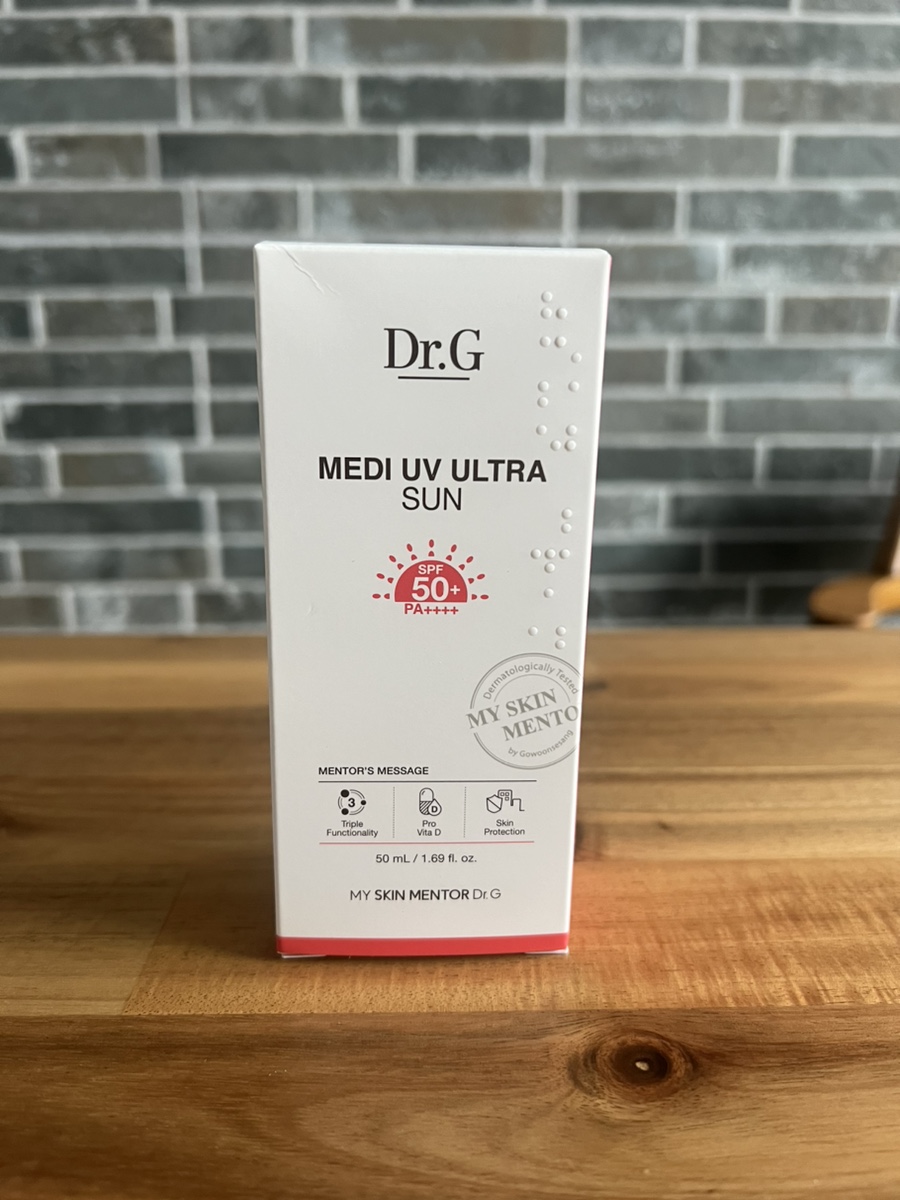 Dr.G
MEDI UV ULTRA
SUN
SPF
50+
PA++++
Dermatologically Tested
MY SKIN
MENTO
by Gowoonsesang
MENTOR'S MESSAGE
3
Triple
Functionality
D
Pro
Vita D
Skin
Protection
50 mL / 1.69 fl. oz.
MY SKIN MENTOR Dr.G